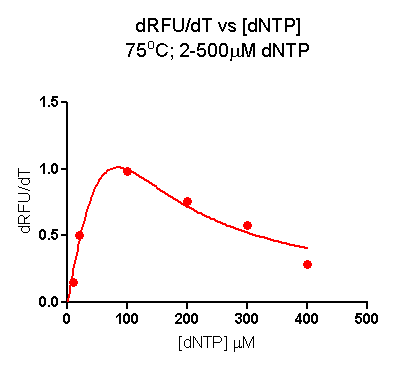 dRFU/dT vs [dNTP]
75⁰C; 2-500µM dNTP
dRFU/dT
1.5
1.0
0.5
0.0
0 100 200 300 400 500
[dNTP] µM